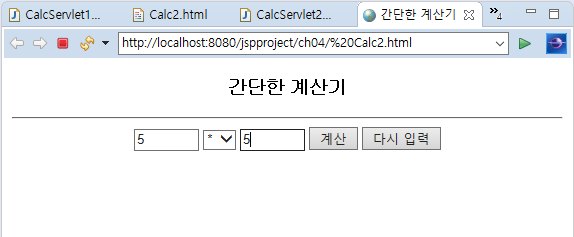 CalcServlet1... Calc2.html CalcServlet2... 간단한 계산기 »4
http://localhost:8080/jspproject/ch04/%20Calc2.html
간단한 계산기
5 * 5 계산 다시 입력